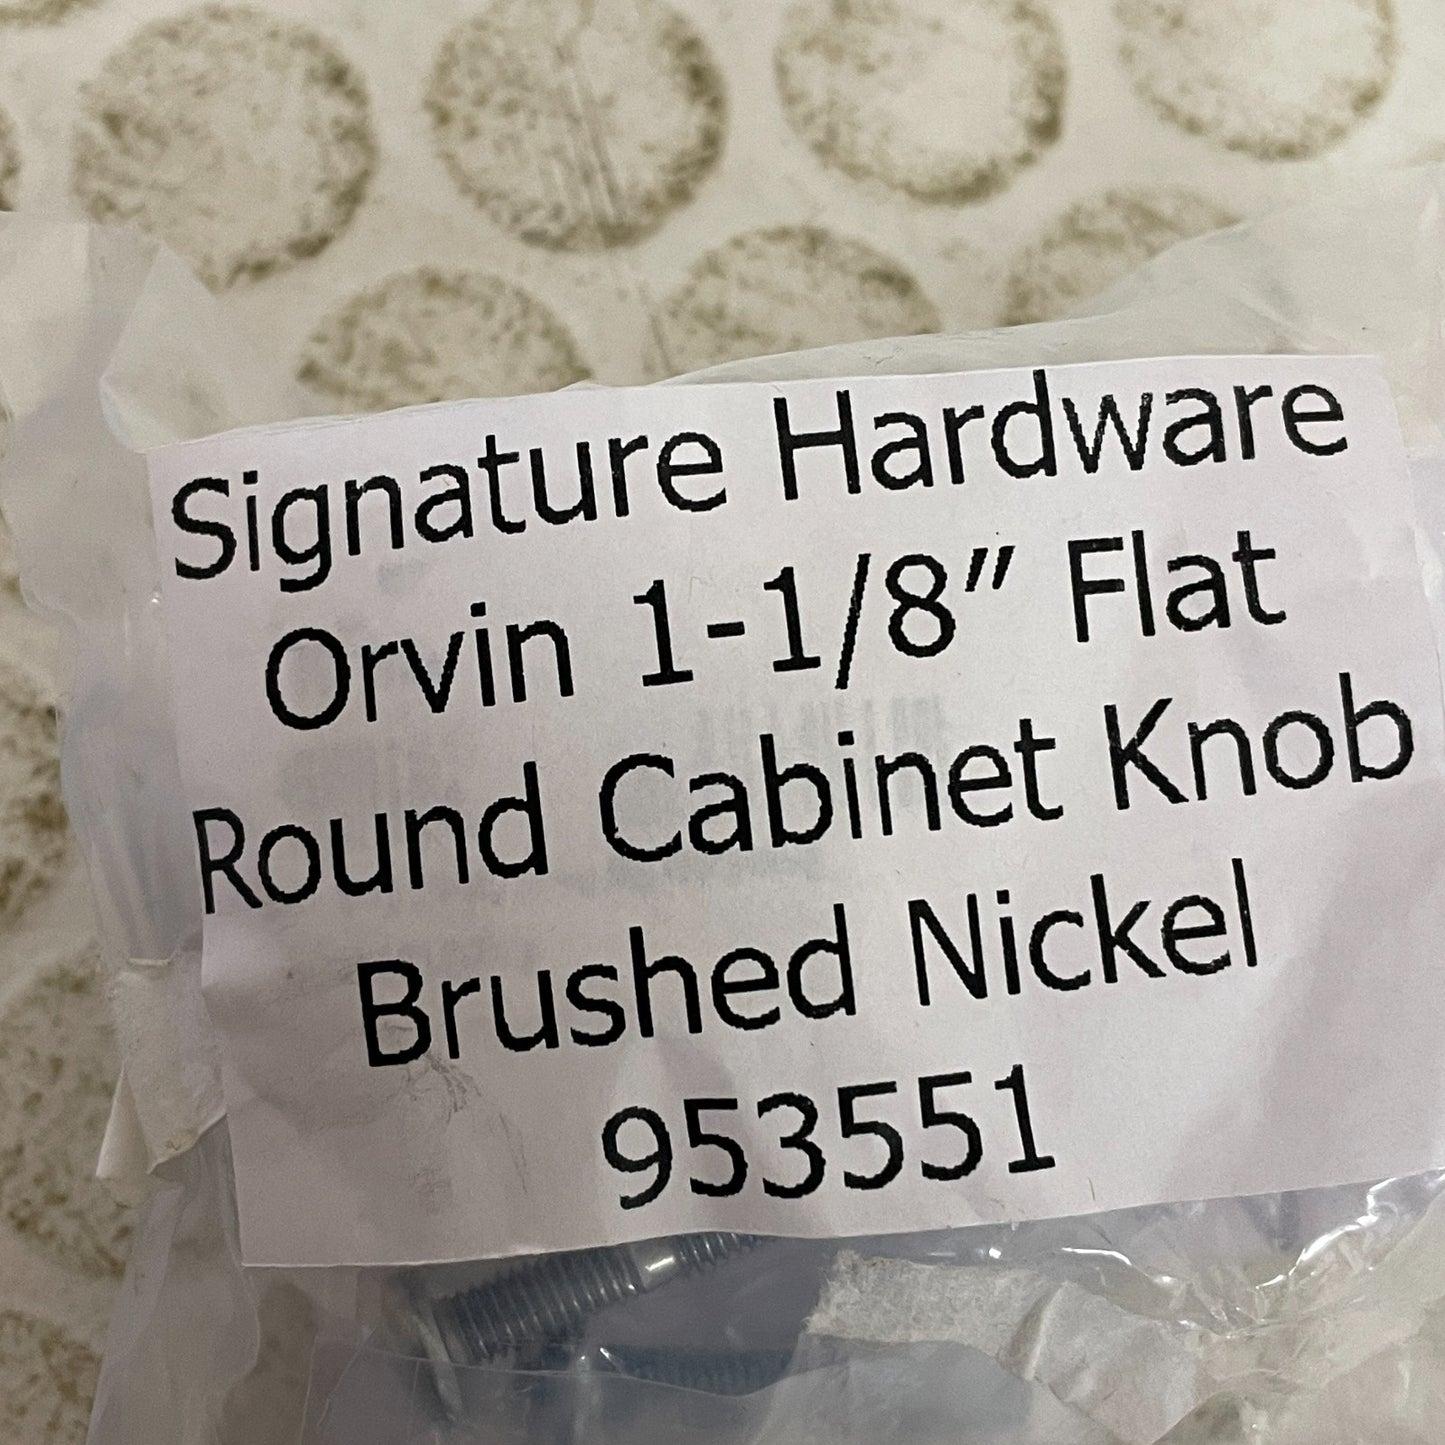 Signature Hardware
Orvin 1-1/8" Flat
Round Cabinet Knob
Brushed Nickel
953551